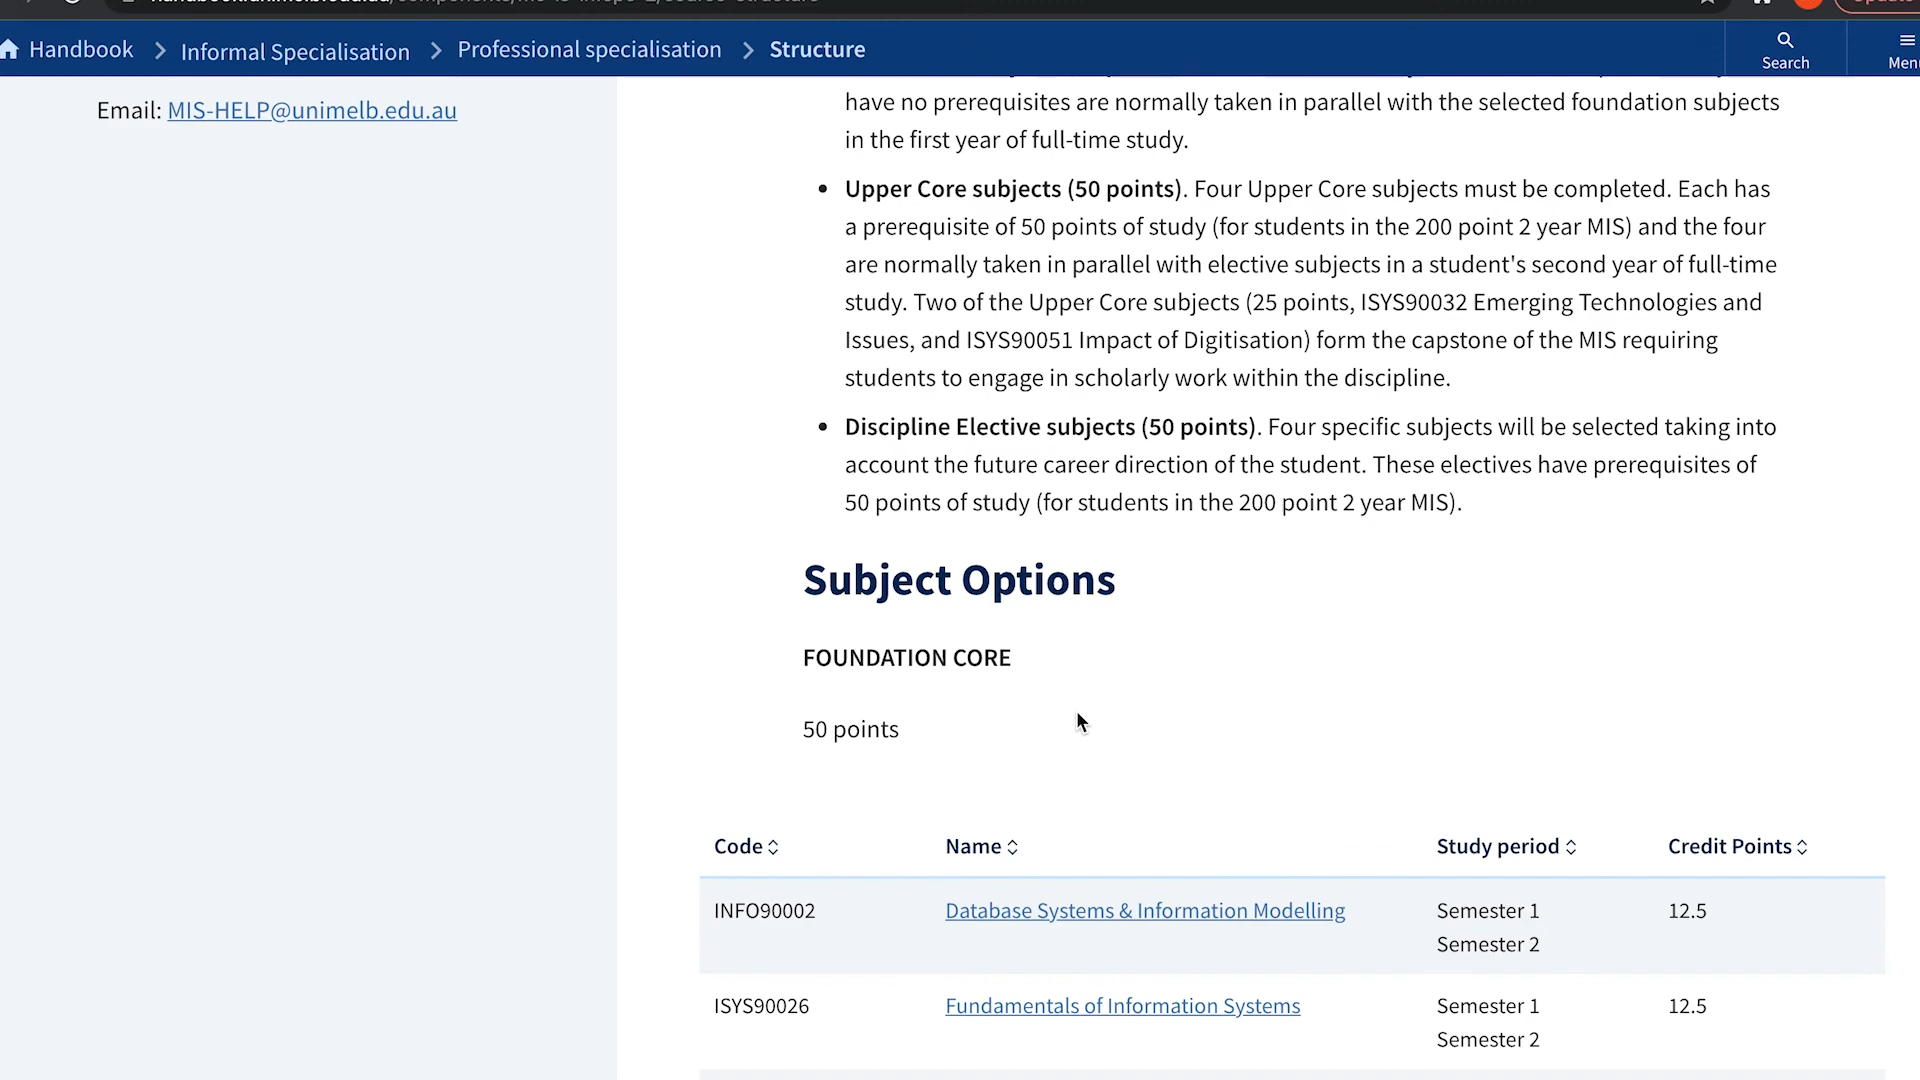 Handbook > Informal Specialisation > Professional specialisation > Structure
Search
Email: MIS-HELP@unimelb.edu.au
have no prerequisites are normally taken in parallel with the selected foundation subjects
in the first year of full-time study.
• Upper Core subjects (50 points). Four Upper Core subjects must be completed. Each has
a prerequisite of 50 points of study (for students in the 200 point 2 year MIS) and the four
are normally taken in parallel with elective subjects in a student's second year of full-time
study. Two of the Upper Core subjects (25 points, ISYS90032 Emerging Technologies and
Issues, and ISYS90051 Impact of Digitisation) form the capstone of the MIS requiring
students to engage in scholarly work within the discipline.
• Discipline Elective subjects (50 points). Four specific subjects will be selected taking into
account the future career direction of the student. These electives have prerequisites of
50 points of study (for students in the 200 point 2 year MIS).
Subject Options
FOUNDATION CORE
50 points
Code Name Study period Credit Points
INFO90002 Database Systems & Information Modelling Semester 1 12.5
Semester 2
ISYS90026 Fundamentals of Information Systems Semester 1 12.5
Semester 2